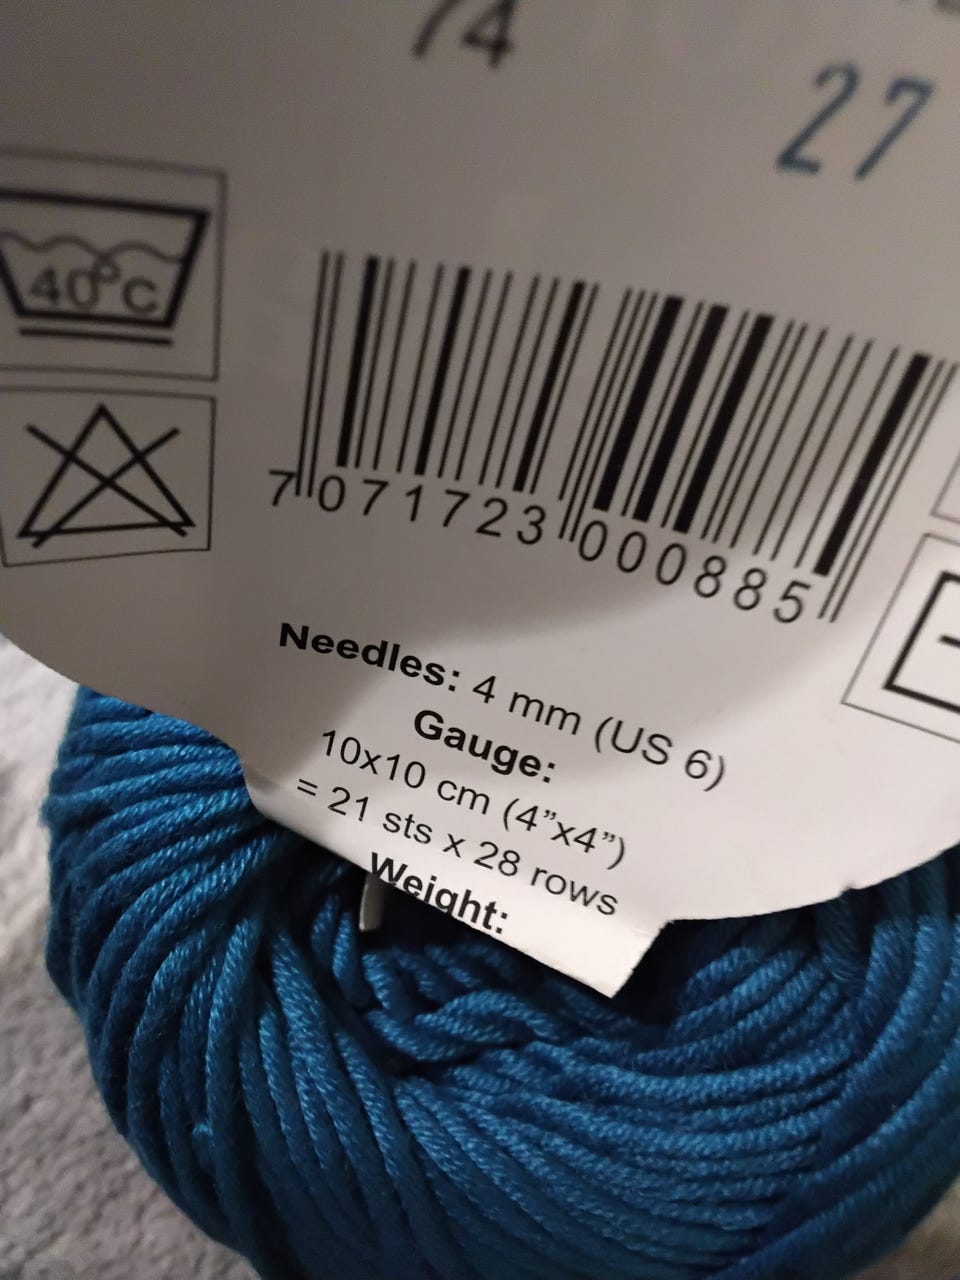 74
27
40°C
7 071723 000885
Needles: 4 mm (US 6)
Gauge:
10x10 cm (4”x4”)
= 21 sts x 28 rows
Weight: